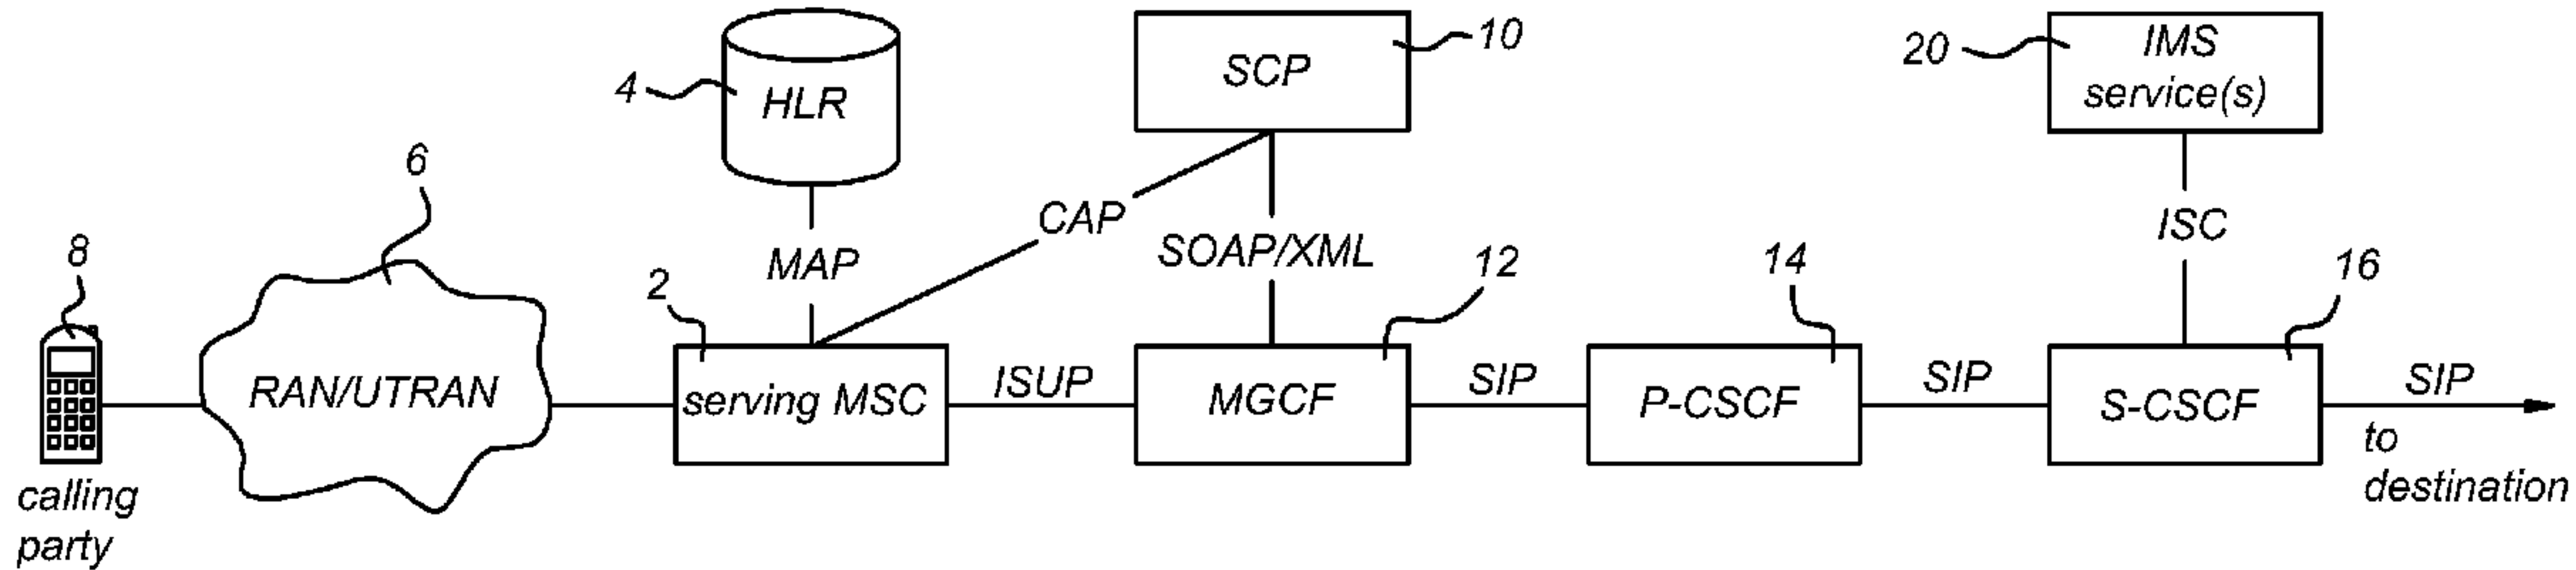 10
SCP
20
IMS
service(s)
4
HLR
6
CAP
ISC
8
MAP
SOAP/XML
2
12
14
16
RAN/UTRAN
serving MSC
ISUP
MGCF
SIP
P-CSCF
SIP
S-CSCF
SIP
to
destination
calling
party